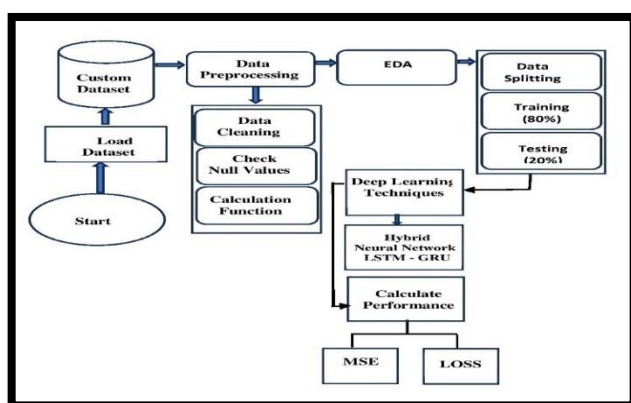 Custom
Dataset
Load
Dataset
Start
Data
Preprocessing
Data
Cleaning
Check
Null Values
Calculation
Function
EDA
Data
Splitting
Training
(80%)
Testing
(20%)
Deep Learning
Techniques
Hybrid
Neural Network
LSTM - GRU
Calculate
Performance
MSE
LOSS